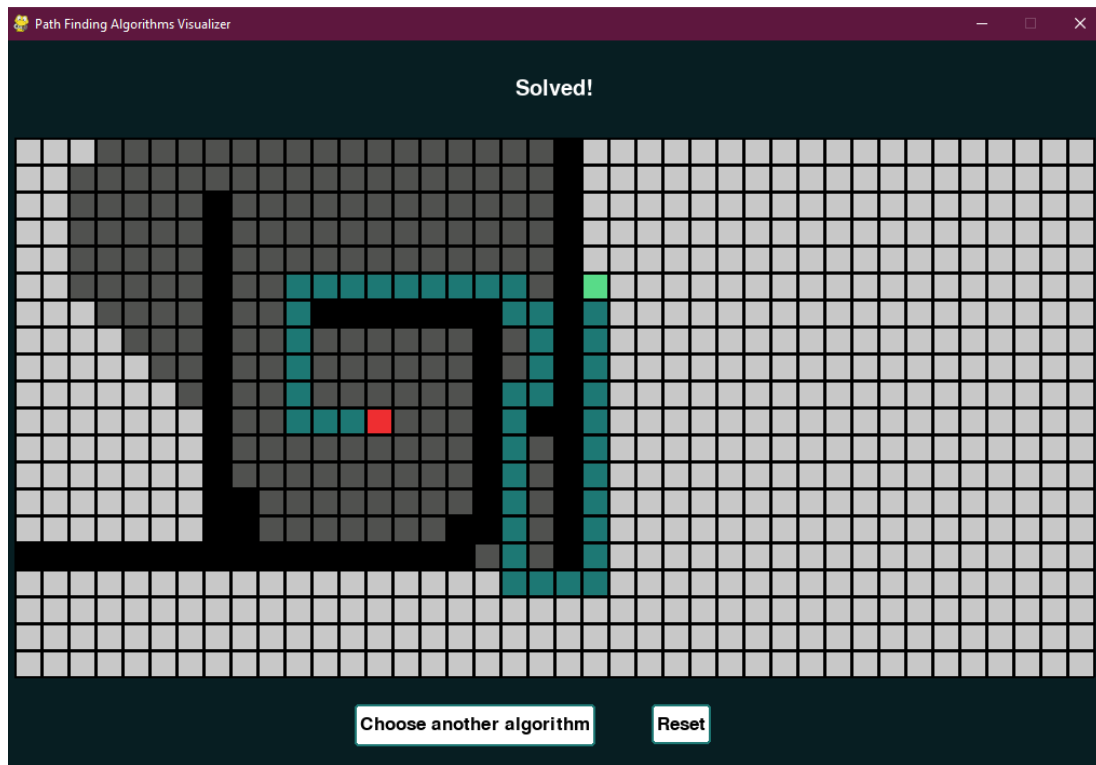 Path Finding Algorithms Visualizer
Solved!
Choose another algorithm
Reset